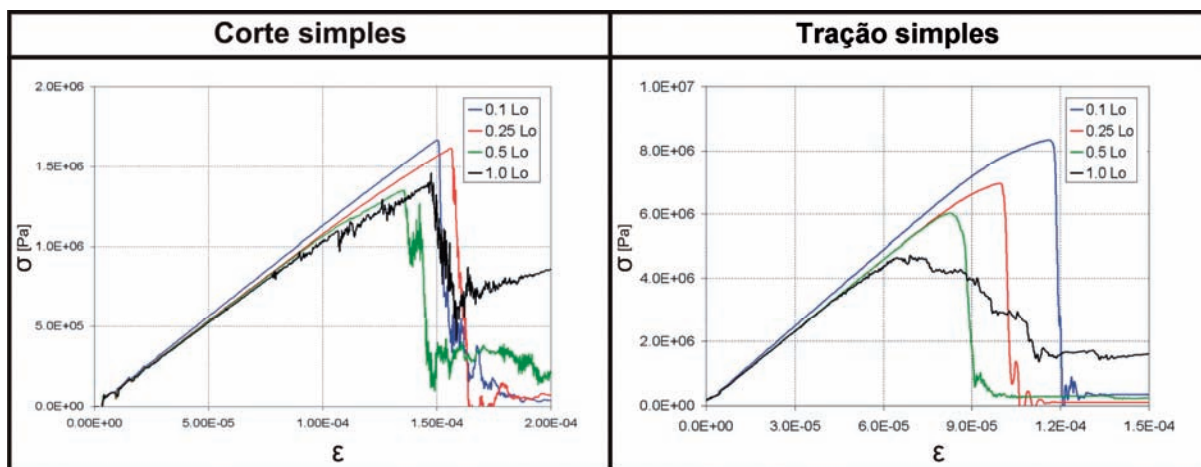 Corte simples
Tração simples
2.0E+06
1.5E+06
1.0E+06
5.0E+05
0.0E+00
σ [Pa]
0.00E+00
5.00E-05
1.00E-04
1.50E-04
2.00E-04
ε
0.1 Lo
0.25 Lo
0.5 Lo
1.0 Lo
1.0E+07
8.0E+06
6.0E+06
4.0E+06
2.0E+06
0.0E+00
σ [Pa]
0.0E+00
3.0E-05
6.0E-05
9.0E-05
1.2E-04
1.5E-04
ε
0.1 Lo
0.25 Lo
0.5 Lo
1.0 Lo